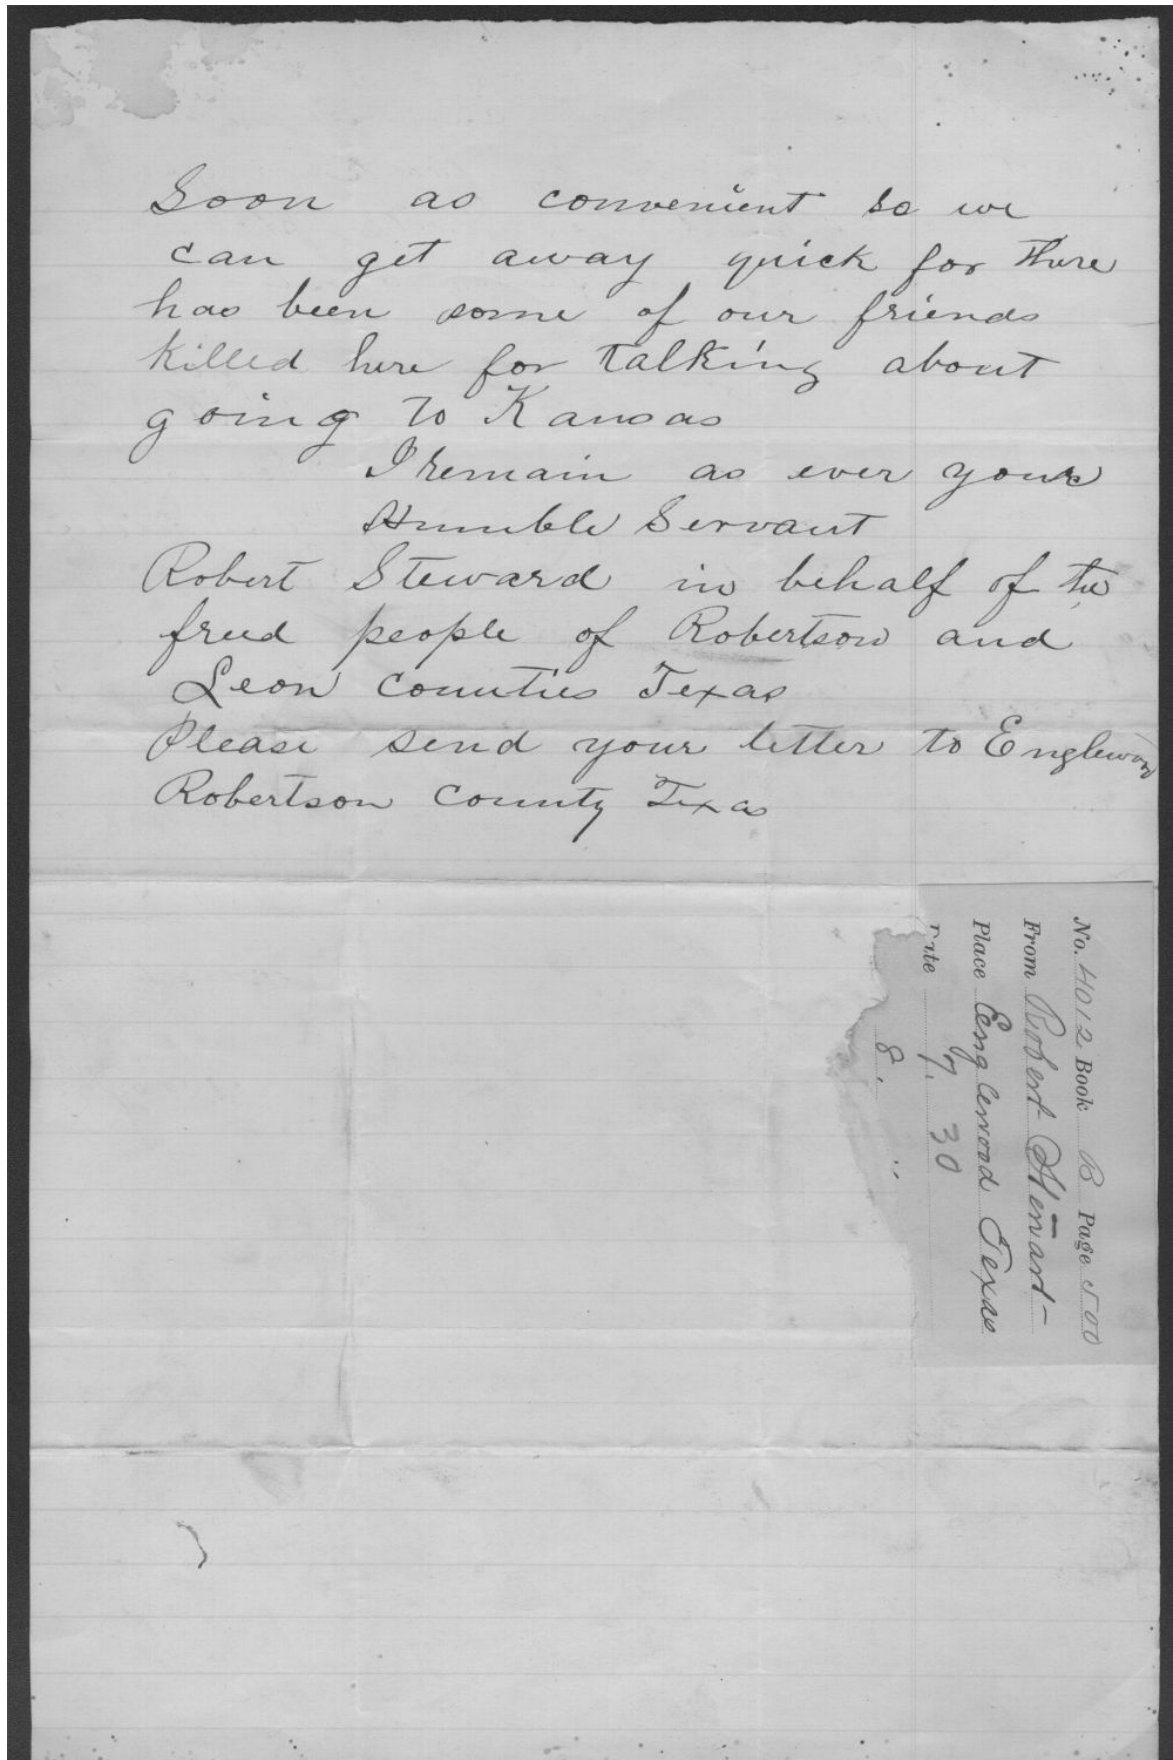 Soon as convenient so we
can get away quick for there
has been some of our friends
killed here for talking about
going to Kansas
I remain as ever your
Humble Servant
Robert Steward in behalf of the
freed people of Robertson and
Leon counties Texas
Please send your letter to Englewood
Robertson county Texas
No. 4012 Book B Page 500
From Robert Stewart
Place Englewood Texas
Date 7. 30
8. "